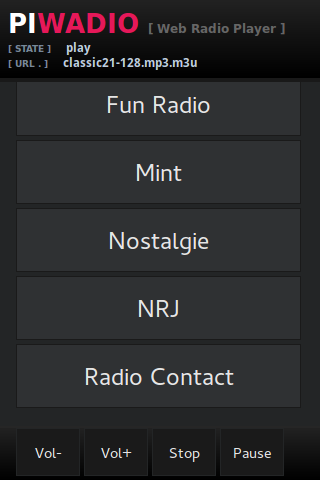 PIWADIO [ Web Radio Player ]
[ STATE ] play
[ URL . ] classic21-128.mp3.m3u
Fun Radio
Mint
Nostalgie
NRJ
Radio Contact
Vol- Vol+ Stop Pause